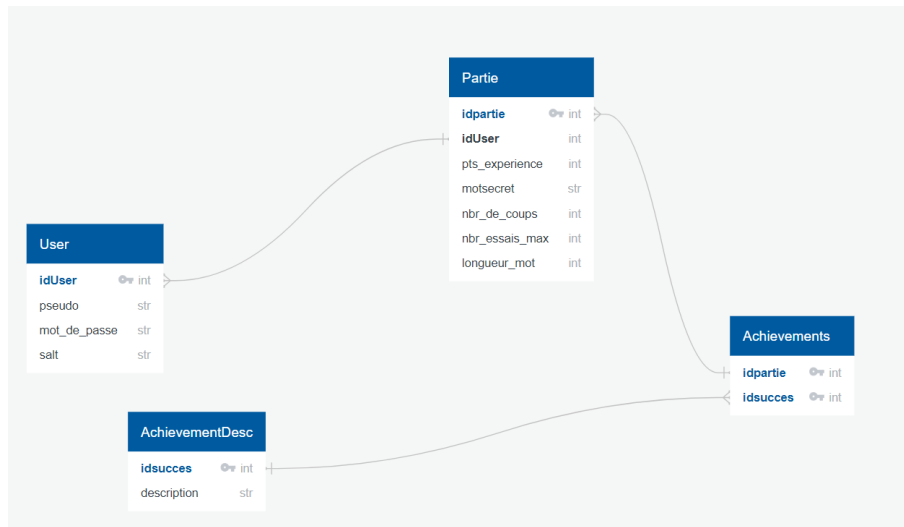 Partie
idpartie int
idUser int
pts_experience int
motsecret str
nbr_de_coups int
nbr_essais_max int
longueur_mot int
User
idUser int
pseudo str
mot_de_passe str
salt str
Achievements
idpartie int
idsucces int
AchievementDesc
idsucces int
description str